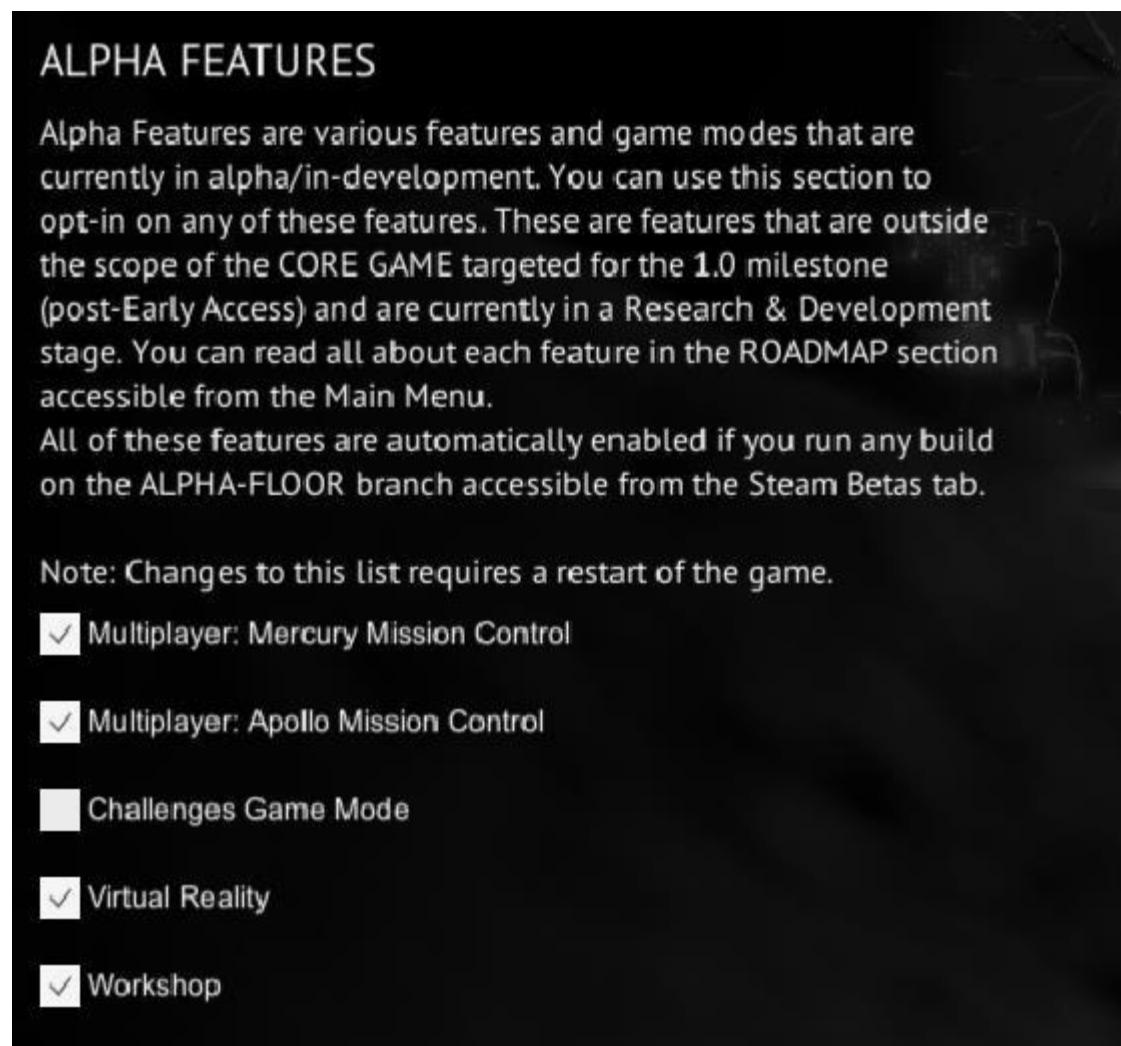 ALPHA FEATURES
Alpha Features are various features and game modes that are
currently in alpha/in-development. You can use this section to
opt-in on any of these features. These are features that are outside
the scope of the CORE GAME targeted for the 1.0 milestone
(post-Early Access) and are currently in a Research & Development
stage. You can read all about each feature in the ROADMAP section
accessible from the Main Menu.
All of these features are automatically enabled if you run any build
on the ALPHA-FLOOR branch accessible from the Steam Betas tab.
Note: Changes to this list requires a restart of the game.
Multiplayer: Mercury Mission Control
Multiplayer: Apollo Mission Control
Challenges Game Mode
Virtual Reality
Workshop